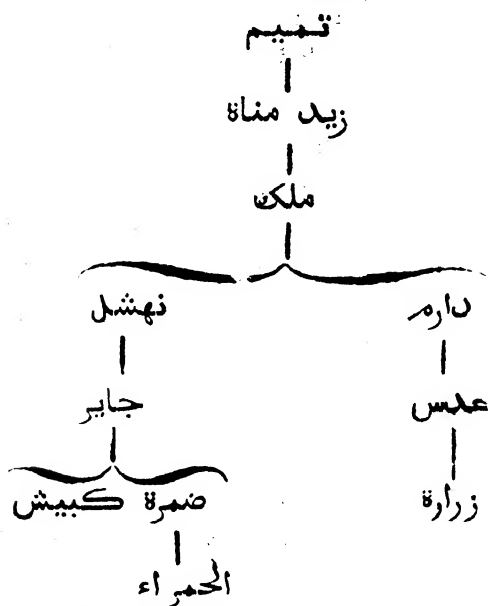 تميم
زيد مناة
ملك
دارم نهشل
عدس جابر
زرارة ضمرة كبيش
الحمراء